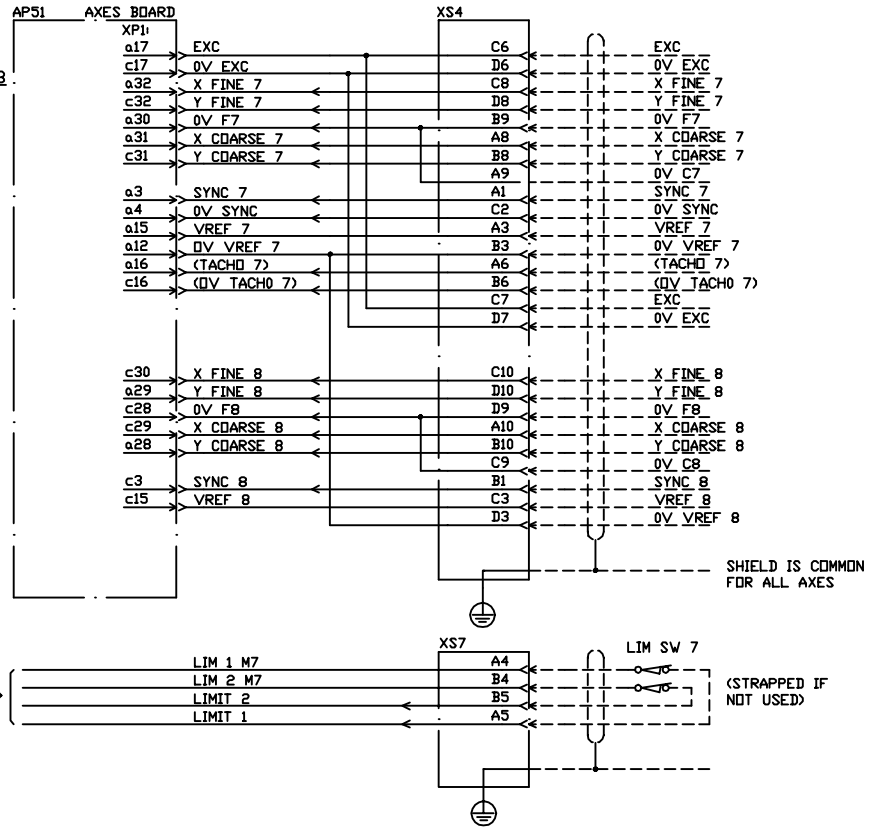 AP51 AXES BOARD XS4
XP1:
a17 EXC C6 EXC
c17 0V EXC D6 0V EXC
a32 X FINE 7 C8 X FINE 7
c32 Y FINE 7 D8 Y FINE 7
a30 0V F7 B9 0V F7
a31 X COARSE 7 A8 X COARSE 7
c31 Y COARSE 7 B8 Y COARSE 7
A9 0V C7
a3 SYNC 7 A1 SYNC 7
a4 0V SYNC C2 0V SYNC
a15 VREF 7 A3 VREF 7
a12 0V VREF 7 B3 0V VREF 7
a16 (TACHO 7) A6 (TACHO 7)
c16 (0V TACHO 7) B6 (0V TACHO 7)
C7 EXC
D7 0V EXC
c30 X FINE 8 C10 X FINE 8
a29 Y FINE 8 D10 Y FINE 8
c28 0V F8 D9 0V F8
c29 X COARSE 8 A10 X COARSE 8
a28 Y COARSE 8 B10 Y COARSE 8
C9 0V C8
c3 SYNC 8 B1 SYNC 8
c15 VREF 8 C3 VREF 8
D3 0V VREF 8
SHIELD IS COMMON
FOR ALL AXES
XS7 LIM SW 7
LIM 1 M7 A4
LIM 2 M7 B4
LIMIT 2 B5
LIMIT 1 A5
(STRAPPED IF
NOT USED)